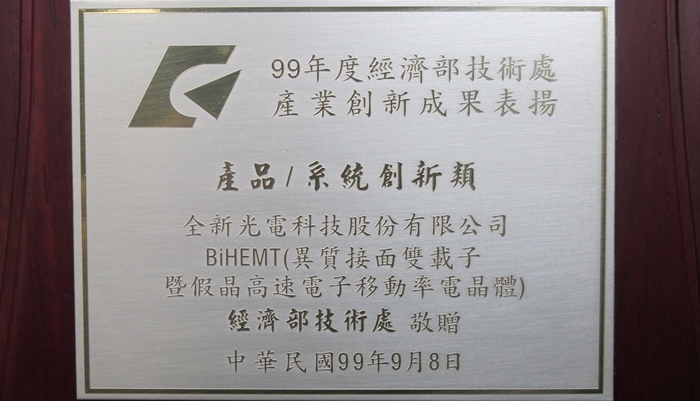 99年度經濟部技術處
產業創新成果表揚
產品/系統創新類
全新光電科技股份有限公司
BiHEMT(異質接面雙載子
暨假晶高速電子移動率電晶體)
經濟部技術處 敬贈
中華民國99年9月8日